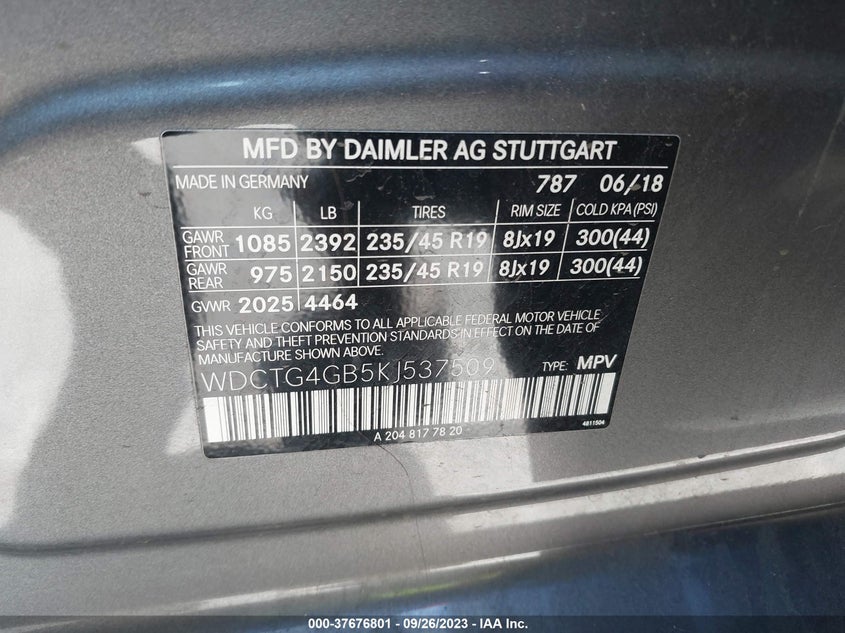 MFD BY DAIMLER AG STUTTGART
MADE IN GERMANY 787 06/18
KG LB TIRES RIM SIZE COLD KPA(PSI)
GAWR FRONT 1085 2392 235/45 R19 8Jx19 300(44)
GAWR REAR 975 2150 235/45 R19 8Jx19 300(44)
GVWR 2025 4464
THIS VEHICLE CONFORMS TO ALL APPLICABLE FEDERAL MOTOR VEHICLE
SAFETY AND THEFT PREVENTION STANDARDS IN EFFECT ON THE DATE OF
MANUFACTURE SHOWN ABOVE.
WDCTG4GB5KJ537509 TYPE: MPV
A 204 817 78 20
4811504
000-37676801 - 09/26/2023 - IAA Inc.